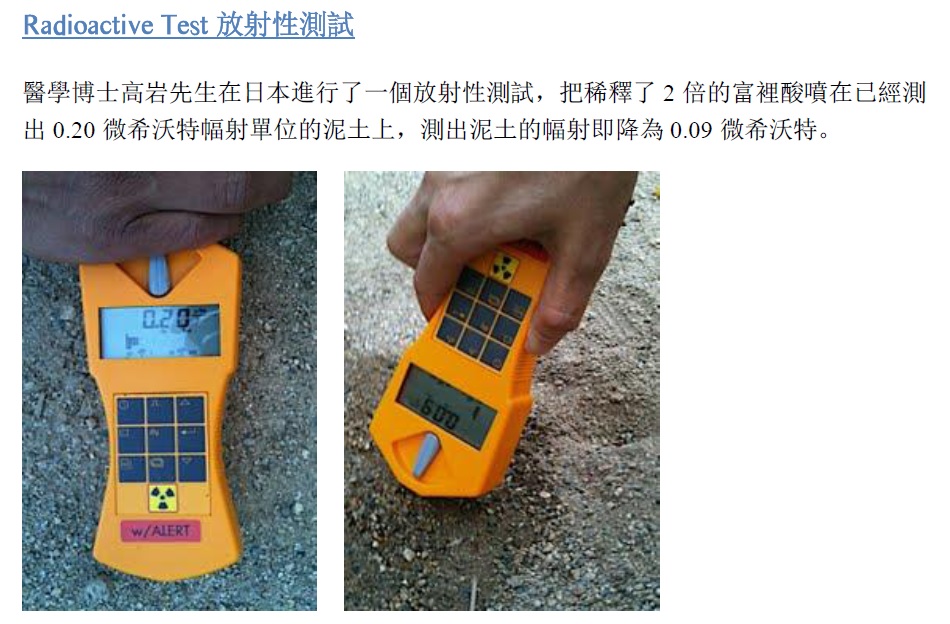 Radioactive Test 放射性測試
醫學博士高岩先生在日本進行了一個放射性測試，把稀釋了 2 倍的富裡酸噴在已經測
出 0.20 微希沃特幅射單位的泥土上，測出泥土的幅射即降為 0.09 微希沃特。
0.20
0.09
w/ALERT